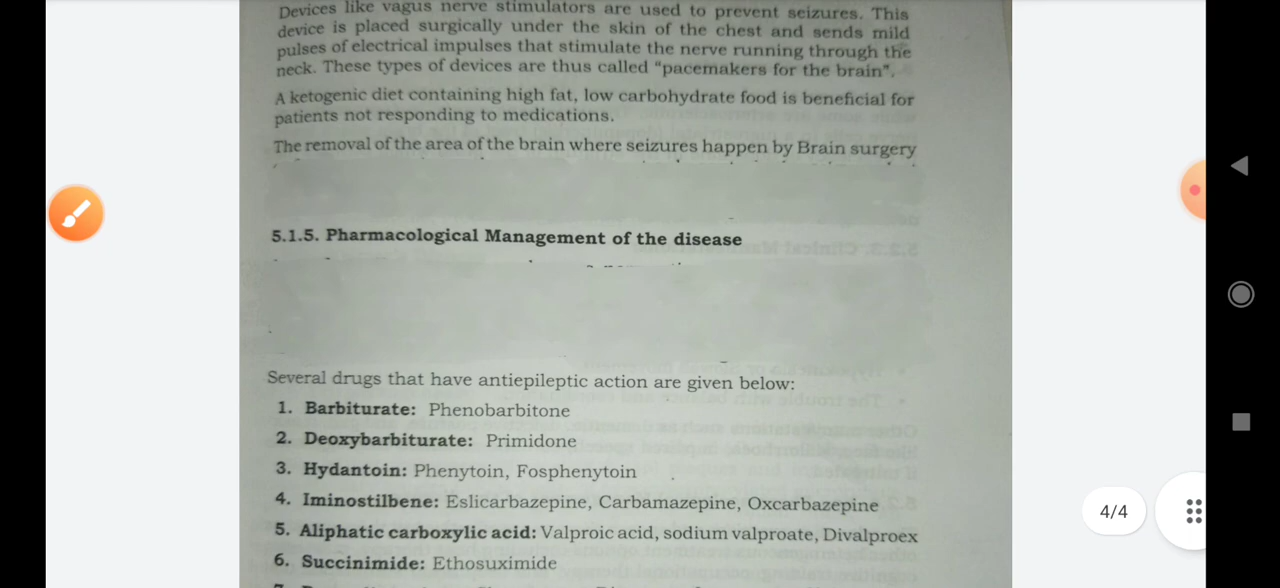 Devices like vagus nerve stimulators are used to prevent seizures. This
device is placed surgically under the skin of the chest and sends mild
pulses of electrical impulses that stimulate the nerve running through the
neck. These types of devices are thus called "pacemakers for the brain".
A ketogenic diet containing high fat, low carbohydrate food is beneficial for
patients not responding to medications.
The removal of the area of the brain where seizures happen by Brain surgery
5.1.5. Pharmacological Management of the disease
Several drugs that have antiepileptic action are given below:
1. Barbiturate: Phenobarbitone
2. Deoxybarbiturate: Primidone
3. Hydantoin: Phenytoin, Fosphenytoin
4. Iminostilbene: Eslicarbazepine, Carbamazepine, Oxcarbazepine
4/4
5. Aliphatic carboxylic acid: Valproic acid, sodium valproate, Divalproex
6. Succinimide: Ethosuximide